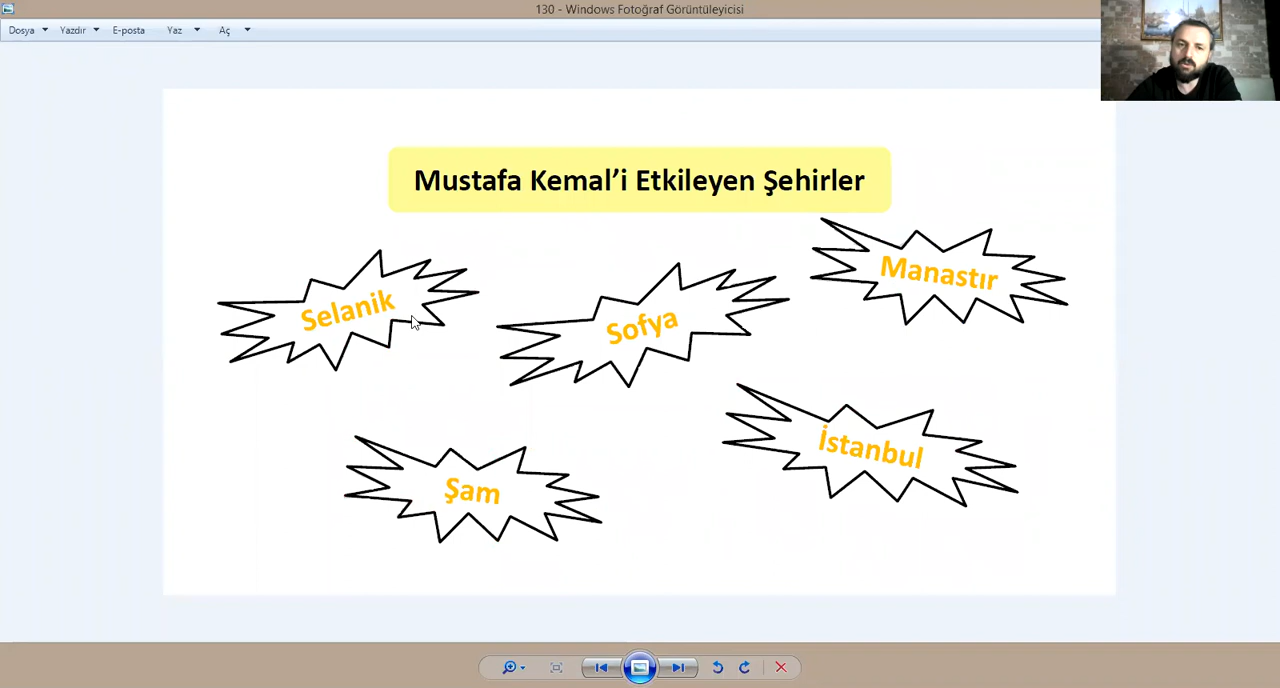 130 - Windows Fotoğraf Görüntüleyicisi
Dosya Yazdır E-posta Yaz Aç
Mustafa Kemal’i Etkileyen Şehirler
Manastır
Selanik
Sofya
İstanbul
Şam